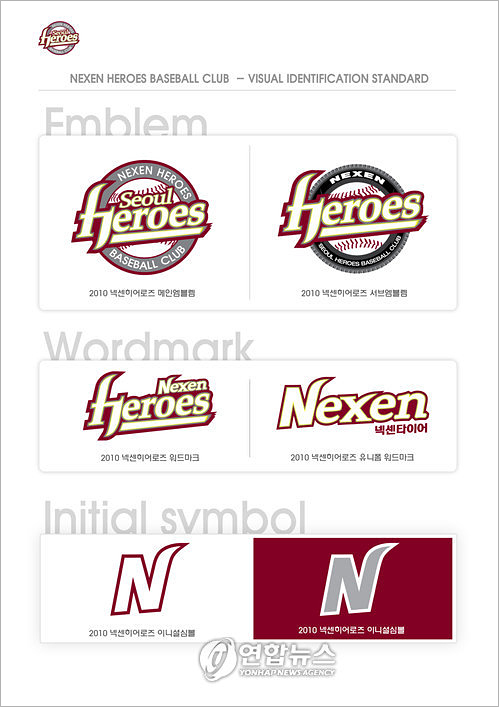 Seoul
Heroes
NEXEN HEROES BASEBALL CLUB – VISUAL IDENTIFICATION STANDARD
Emblem
NEXEN HEROES
Seoul
Heroes
BASEBALL CLUB
2010 넥센히어로즈 메인엠블렘
NEXEN
Heroes
SEOUL HEROES BASEBALL CLUB
2010 넥센히어로즈 서브엠블렘
Wordmark
Nexen
Heroes
2010 넥센히어로즈 워드마크
Nexen
넥센타이어
2010 넥센히어로즈 유니폼 워드마크
Initial symbol
N
2010 넥센히어로즈 이니셜심볼
N
2010 넥센히어로즈 이니셜심볼
연합뉴스
YONHAP NEWS AGENCY